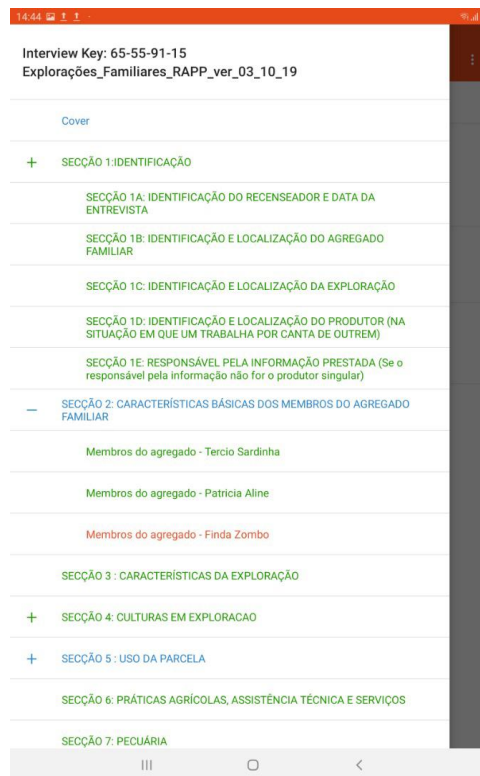 14:44
Interview Key: 65-55-91-15
Explorações_Familiares_RAPP_ver_03_10_19
Cover
+ SECÇÃO 1:IDENTIFICAÇÃO
SECÇÃO 1A: IDENTIFICAÇÃO DO RECENSEADOR E DATA DA
ENTREVISTA
SECÇÃO 1B: IDENTIFICAÇÃO E LOCALIZAÇÃO DO AGREGADO
FAMILIAR
SECÇÃO 1C: IDENTIFICAÇÃO E LOCALIZAÇÃO DA EXPLORAÇÃO
SECÇÃO 1D: IDENTIFICAÇÃO E LOCALIZAÇÃO DO PRODUTOR (NA
SITUAÇÃO EM QUE UM TRABALHA POR CANTA DE OUTREM)
SECÇÃO 1E: RESPONSÁVEL PELA INFORMAÇÃO PRESTADA (Se o
responsável pela informação não for o produtor singular)
− SECÇÃO 2: CARACTERÍSTICAS BÁSICAS DOS MEMBROS DO AGREGADO
FAMILIAR
Membros do agregado - Tercio Sardinha
Membros do agregado - Patricia Aline
Membros do agregado - Finda Zombo
SECÇÃO 3 : CARACTERÍSTICAS DA EXPLORAÇÃO
+ SECÇÃO 4: CULTURAS EM EXPLORACAO
+ SECÇÃO 5 : USO DA PARCELA
SECÇÃO 6: PRÁTICAS AGRÍCOLAS, ASSISTÊNCIA TÉCNICA E SERVIÇOS
SECÇÃO 7: PECUÁRIA